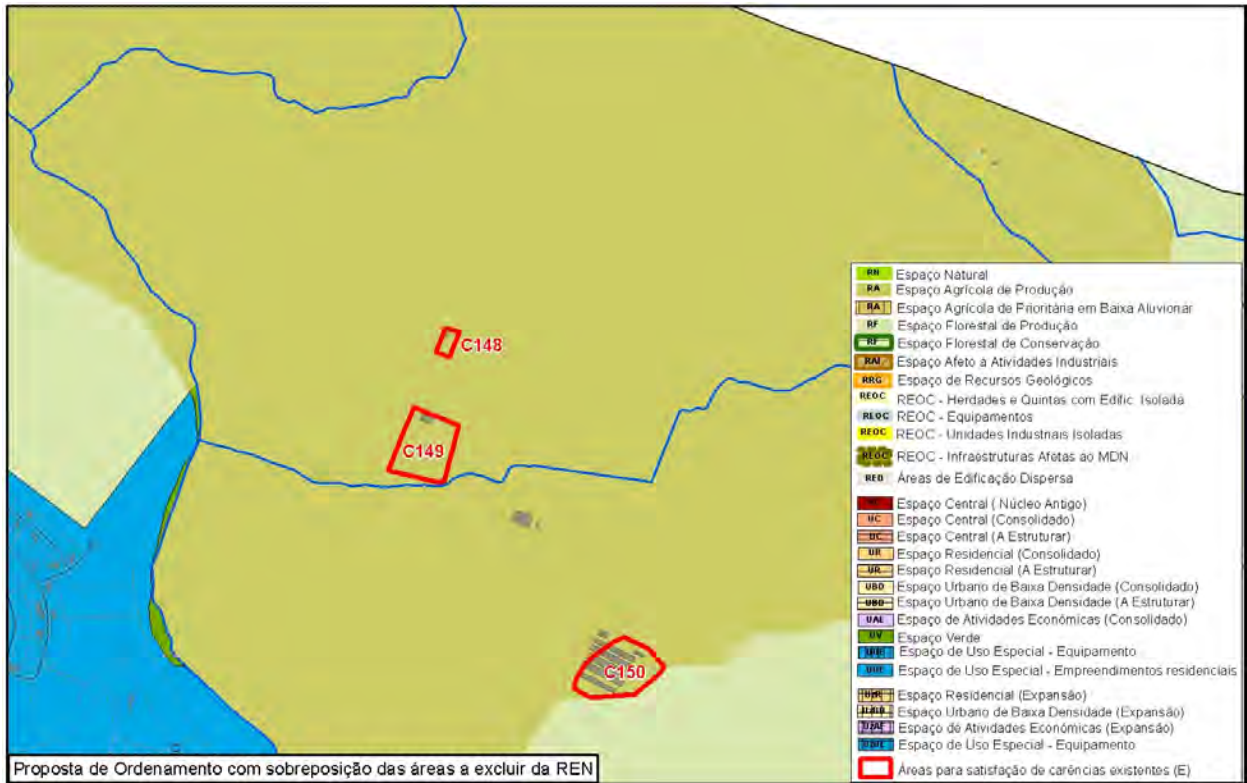 C148
C149
C150
RN Espaço Natural
RA Espaço Agrícola de Produção
RA Espaço Agrícola de Prioritária em Baixa Aluvionar
RF Espaço Florestal de Produção
RF Espaço Florestal de Conservação
RAI Espaço Afeto a Atividades Industriais
RRG Espaço de Recursos Geológicos
REOC REOC - Herdades e Quintas com Edific. Isolada
REOC REOC - Equipamentos
REOC REOC - Unidades Industriais Isoladas
REOC REOC - Infraestruturas Afetas ao MDN
RED Áreas de Edificação Dispersa
Espaço Central ( Núcleo Antigo)
UC Espaço Central (Consolidado)
UC Espaço Central (A Estruturar)
UR Espaço Residencial (Consolidado)
UR Espaço Residencial (A Estruturar)
UBD Espaço Urbano de Baixa Densidade (Consolidado)
UBD Espaço Urbano de Baixa Densidade (A Estruturar)
UAE Espaço de Atividades Económicas (Consolidado)
UV Espaço Verde
Espaço de Uso Especial - Equipamento
UUE Espaço de Uso Especial - Empreendimentos residenciais
Espaço Residencial (Expansão)
Espaço Urbano de Baixa Densidade (Expansão)
Espaço de Atividades Económicas (Expansão)
Espaço de Uso Especial - Equipamento
Áreas para satisfação de carências existentes (E)
Proposta de Ordenamento com sobreposição das áreas a excluir da REN